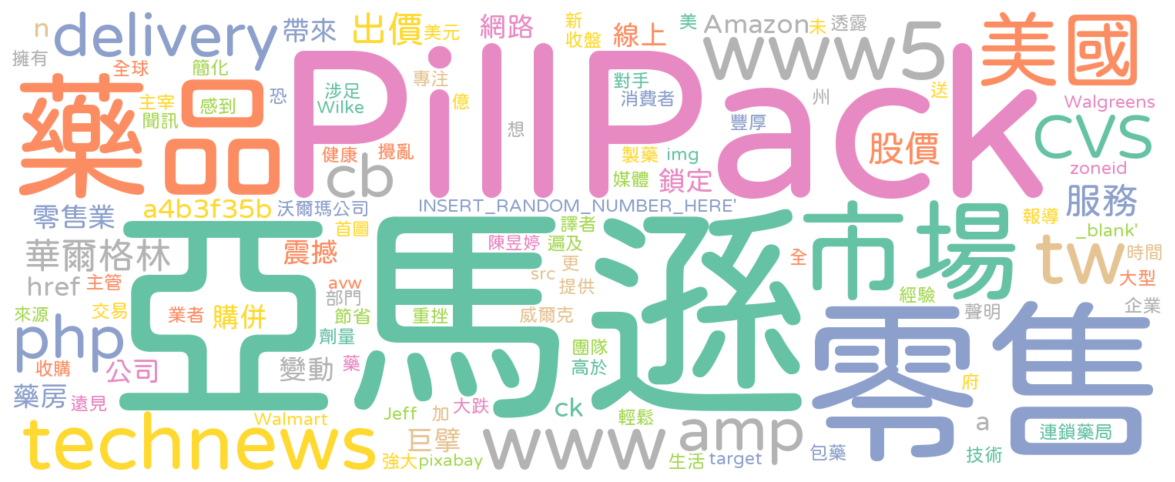 n delivery 帶來 出價 美元 網路 新 收盤 線上 美 Amazon 未 透露 美國
擁有 全球 簡化 專注 對手 www5
藥品 主宰 聞訊 感到 恐 涉足 Wilke 億 想 消費者 州 送 Walgreens
PillPack 豐厚 CVS
健康 攪亂 製藥 img 股價 zoneid
cb 媒體 鎖定
零售業 a4b3f35b 沃爾瑪公司 INSERT_RANDOM_NUMBER_HERE' 服務
首圖 譯者 市場 報導 _blank'
華爾格林 震撼 亞馬遜 陳昱婷 遍及 更 全 tw 時間
href 主管 avw src 提供 大型
部門 經驗
來源 交易 業者 購併 節省 重挫 威爾克 聲明 企業
php 劑量 零售
收購 公司 變動 藥 團隊 高於
藥房 遠見 府
Walmart Jeff 加 大跌 ck 輕鬆 a
technews 巨擘 www amp 連鎖藥局
強大 pixabay 生活 target 包藥 技術